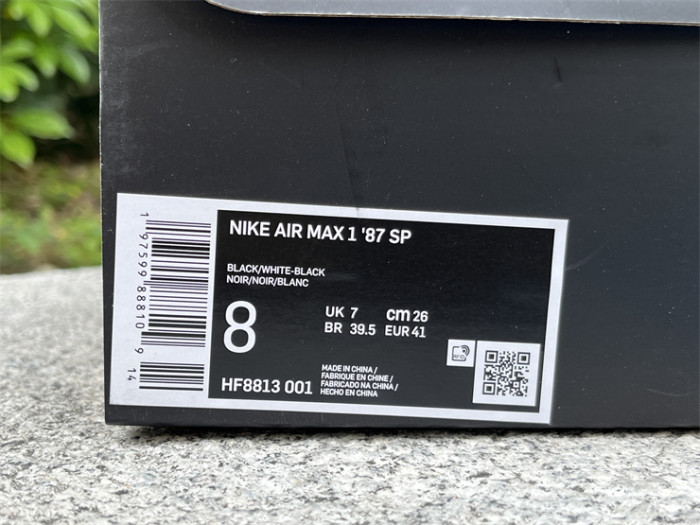 NIKE AIR MAX 1 '87 SP
BLACK/WHITE-BLACK
NOIR/NOIR/BLANC
8
UK 7 cm 26
BR 39.5 EUR 41
HF8813 001
MADE IN CHINA /
FABRIQUE EN CHINE /
FABRICADO NA CHINA /
HECHO EN CHINA
1 97599 88810 9 14